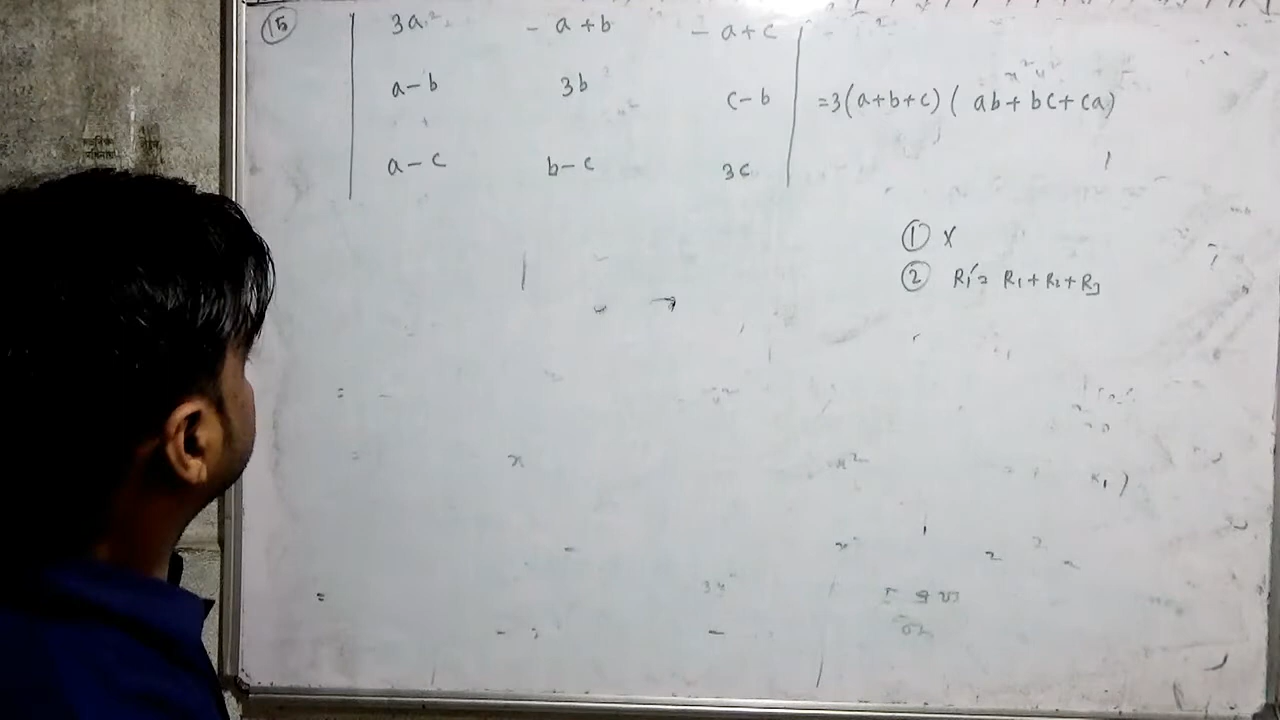 (15) | 3a - a + b - a + c |
| a - b 3b c - b | = 3(a+b+c) ( ab + bc + ca)
| a - c b - c 3c |
① x
② R₁' = R₁ + R₂ + R₃